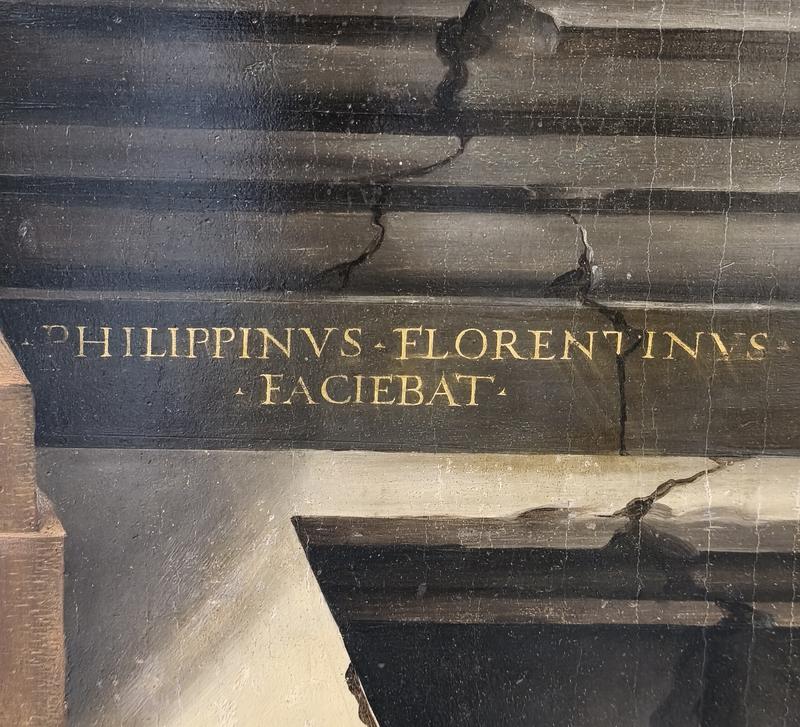 · PHILIPPINVS · FLORENTINVS ·
· FACIEBAT ·